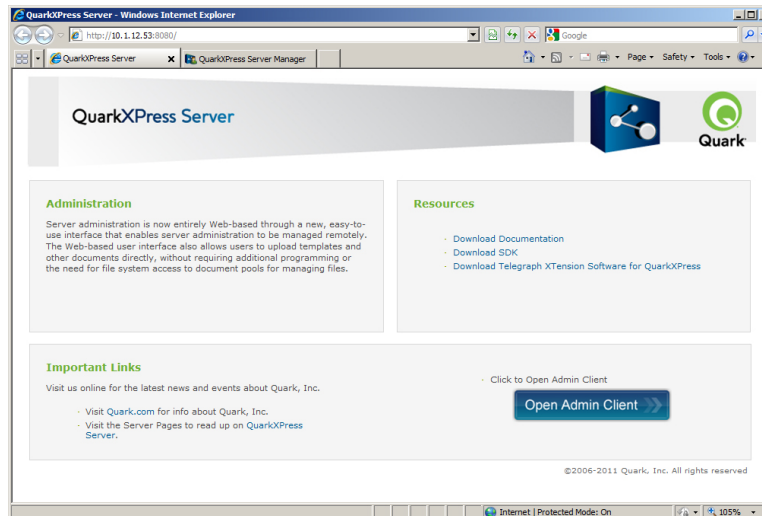 QuarkXPress Server - Windows Internet Explorer
http://10.1.12.53:8080/
Google
QuarkXPress Server
QuarkXPress Server Manager
Page
Safety
Tools
QuarkXPress Server
Quark
Administration
Server administration is now entirely Web-based through a new, easy-to-
use interface that enables server administration to be managed remotely.
The Web-based user interface also allows users to upload templates and
other documents directly, without requiring additional programming or
the need for file system access to document pools for managing files.
Resources
· Download Documentation
· Download SDK
· Download Telegraph XTension Software for QuarkXPress
Important Links
Visit us online for the latest news and events about Quark, Inc.
· Visit Quark.com for info about Quark, Inc.
· Visit the Server Pages to read up on QuarkXPress
Server.
· Click to Open Admin Client
Open Admin Client
©2006-2011 Quark, Inc. All rights reserved
Internet | Protected Mode: On
105%